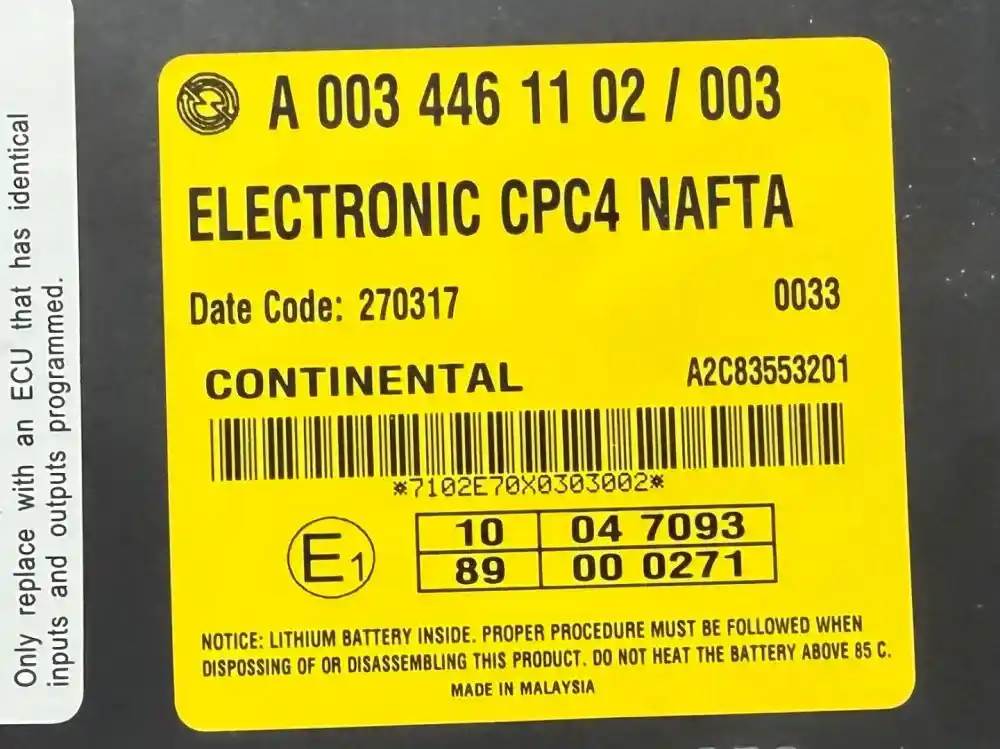 Only replace with an ECU that has identical
inputs and outputs programmed.
A 003 446 11 02 / 003
ELECTRONIC CPC4 NAFTA
Date Code: 270317 0033
CONTINENTAL A2C83553201
*7102E70X0303002*
E1
10 04 7093
89 00 0271
NOTICE: LITHIUM BATTERY INSIDE. PROPER PROCEDURE MUST BE FOLLOWED WHEN
DISPOSSING OF OR DISASSEMBLING THIS PRODUCT. DO NOT HEAT THE BATTERY ABOVE 85 C.
MADE IN MALAYSIA